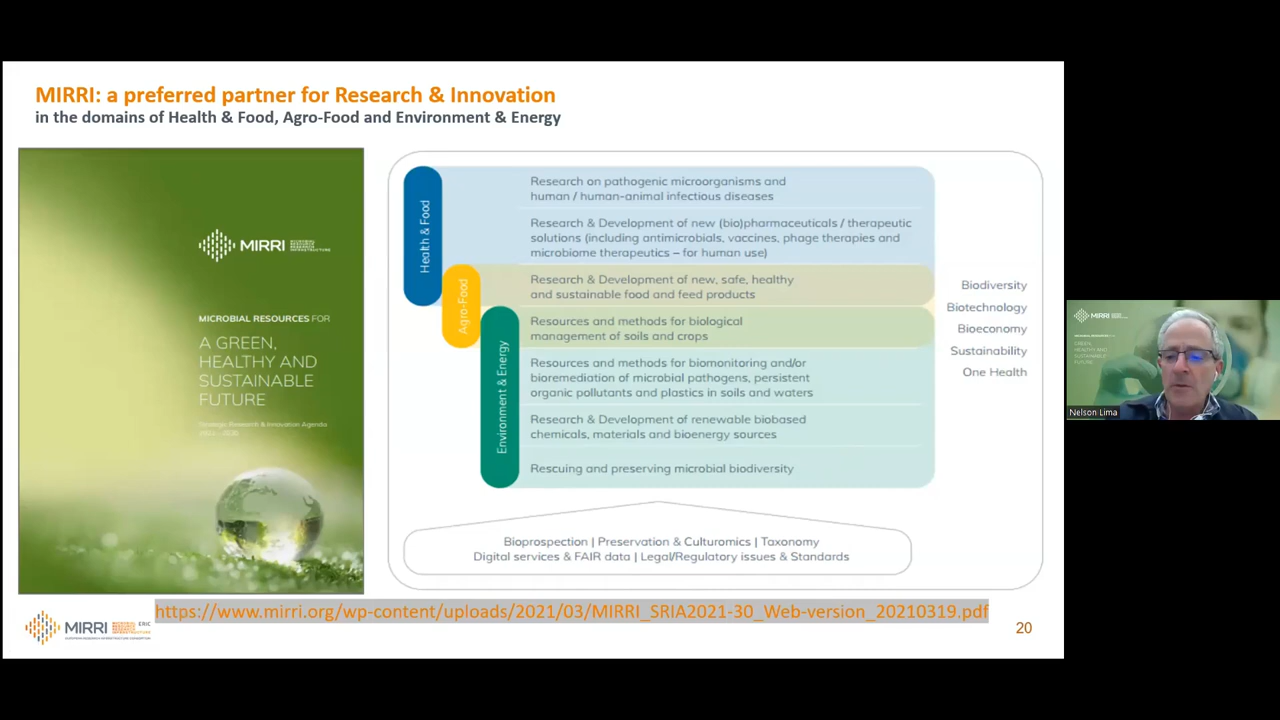 MIRRI: a preferred partner for Research & Innovation
in the domains of Health & Food, Agro-Food and Environment & Energy
MIRRI
MICROBIAL RESOURCES FOR
A GREEN,
HEALTHY AND
SUSTAINABLE
FUTURE
Strategic Research & Innovation Agenda
Health & Food
Agro-Food
Environment & Energy
Research on pathogenic microorganisms and
human / human-animal infectious diseases
Research & Development of new (bio)pharmaceuticals / therapeutic
solutions (including antimicrobials, vaccines, phage therapies and
microbiome therapeutics – for human use)
Research & Development of new, safe, healthy
and sustainable food and feed products
Resources and methods for biological
management of soils and crops
Resources and methods for biomonitoring and/or
bioremediation of microbial pathogens, persistent
organic pollutants and plastics in soils and waters
Research & Development of renewable biobased
chemicals, materials and bioenergy sources
Rescuing and preserving microbial biodiversity
Biodiversity
Biotechnology
Bioeconomy
Sustainability
One Health
Bioprospection | Preservation & Culturomics | Taxonomy
Digital services & FAIR data | Legal/Regulatory issues & Standards
https://www.mirri.org/wp-content/uploads/2021/03/MIRRI_SRIA2021-30_Web-version_20210319.pdf
MIRRI ERIC
20
MIRRI
Nelson Lima